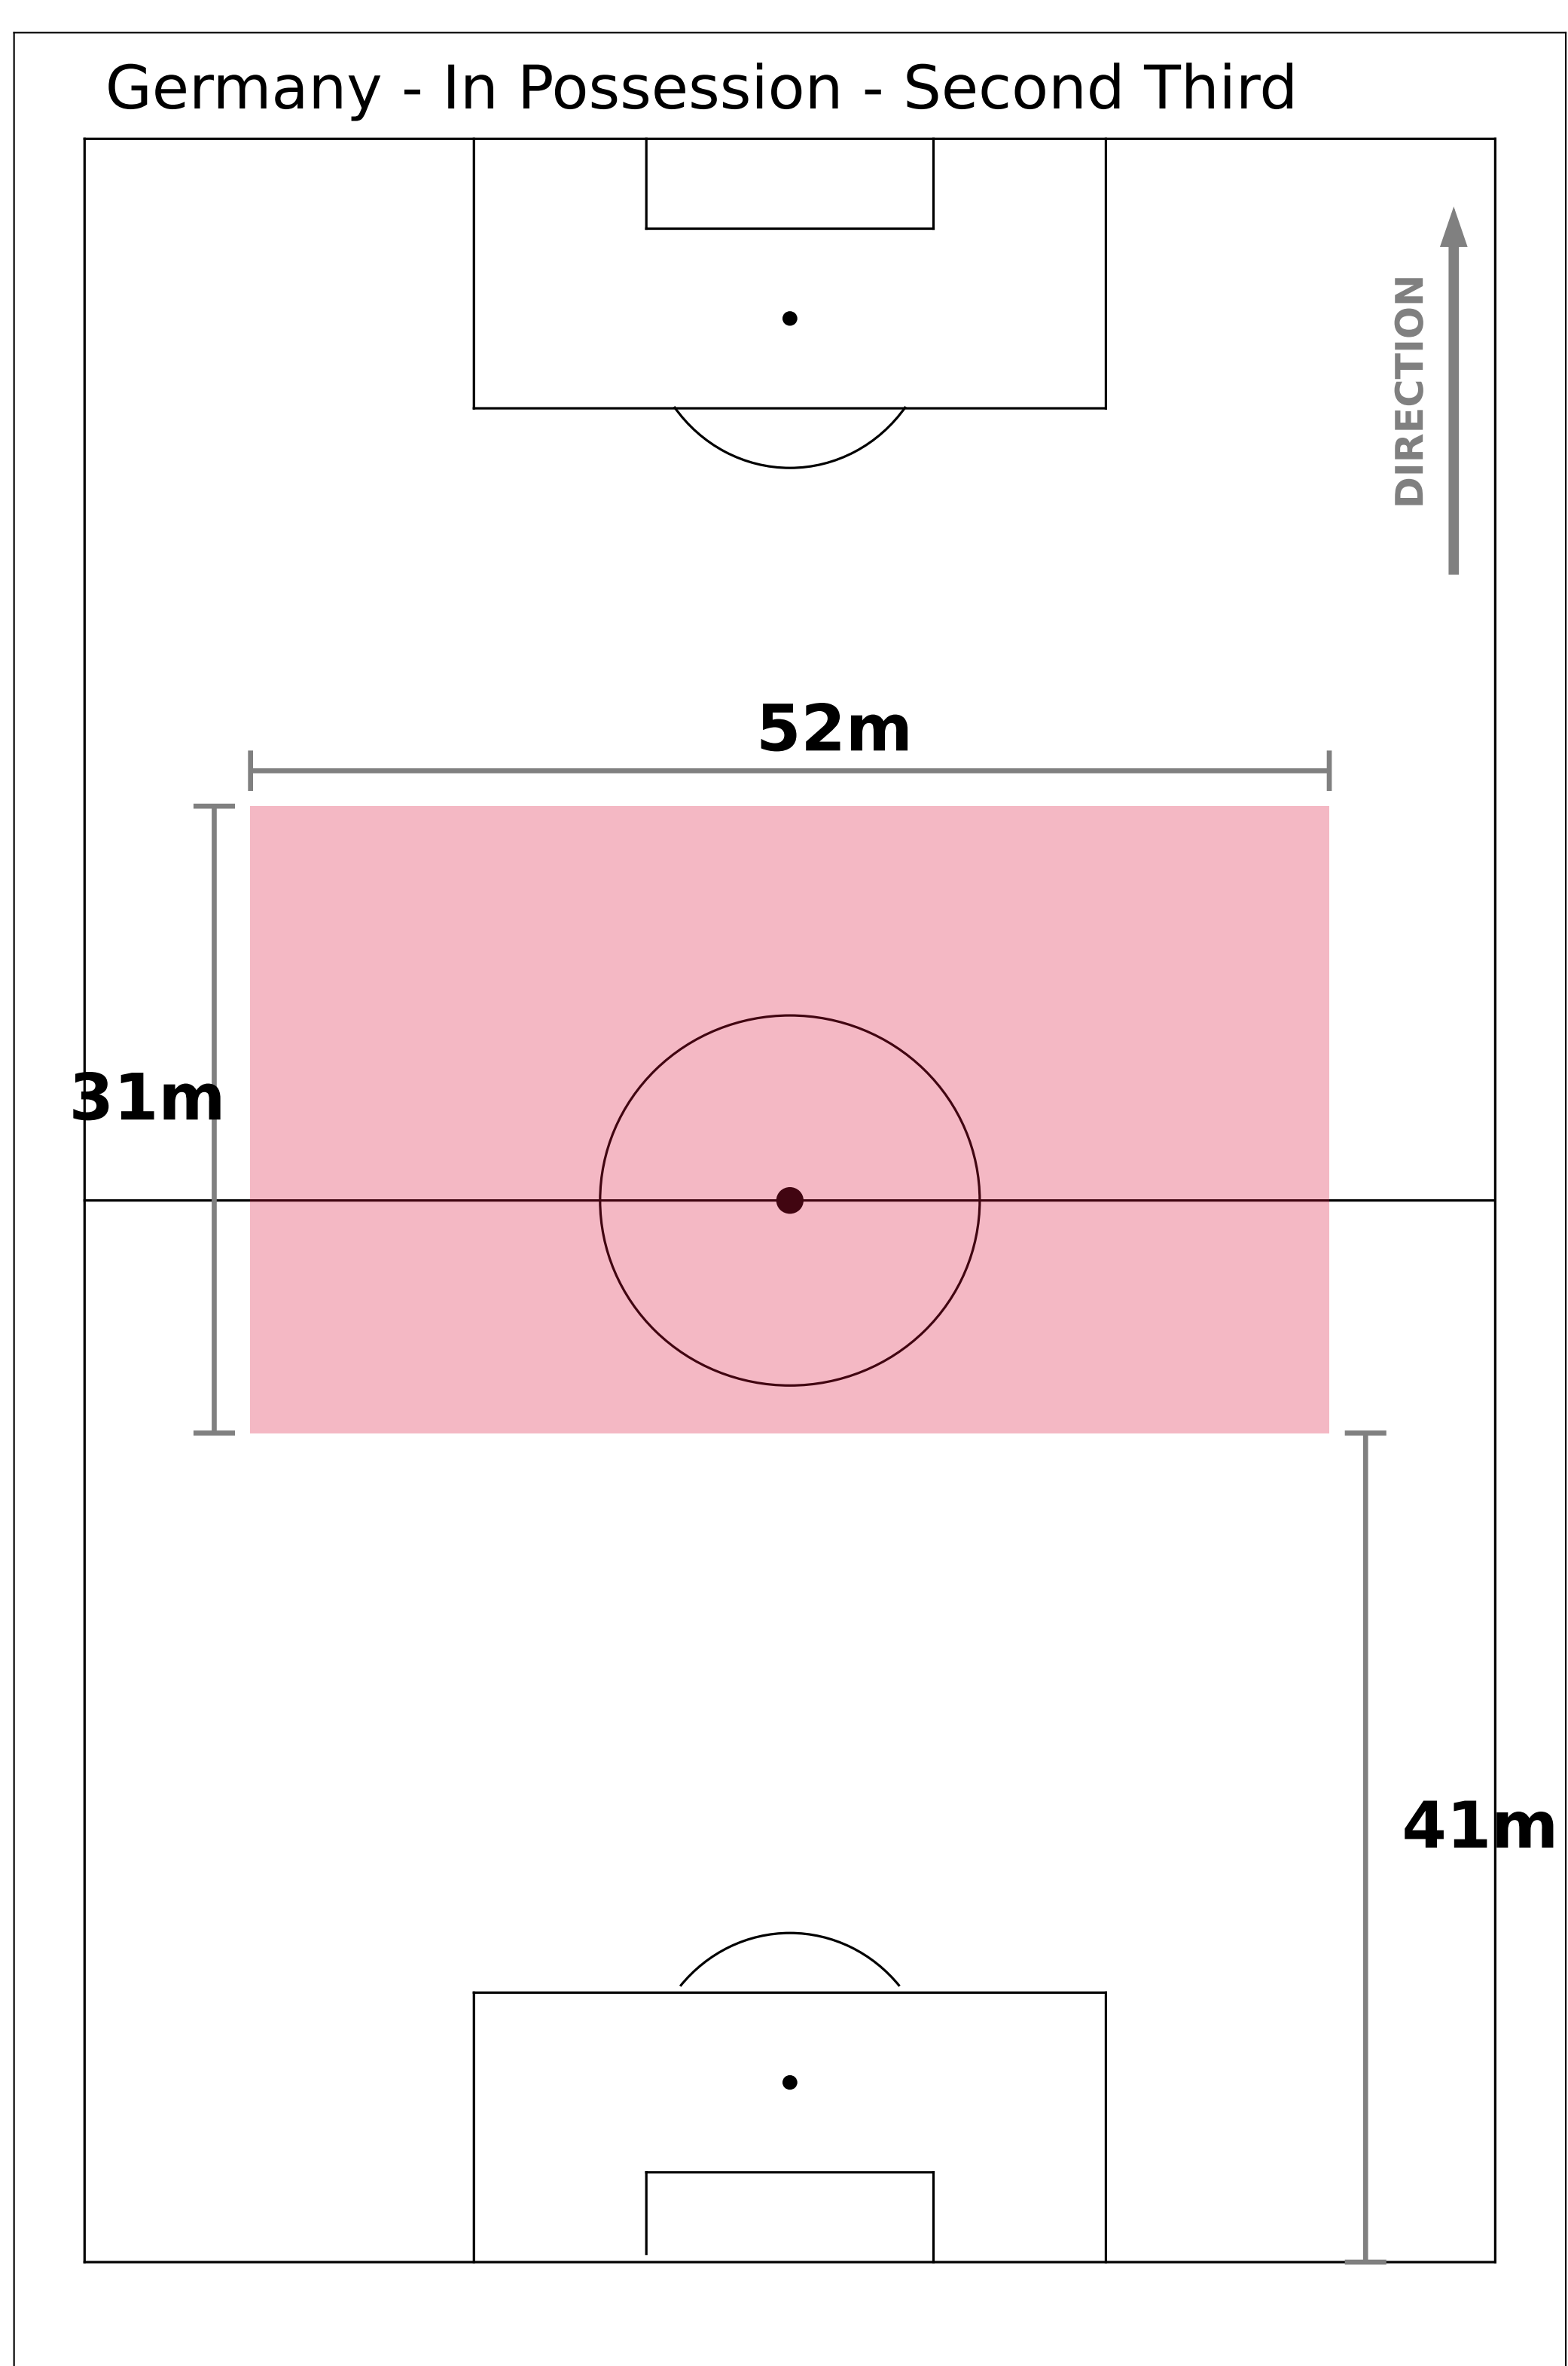 Germany - In Possession - Second Third
DIRECTION
52m
31m
41m